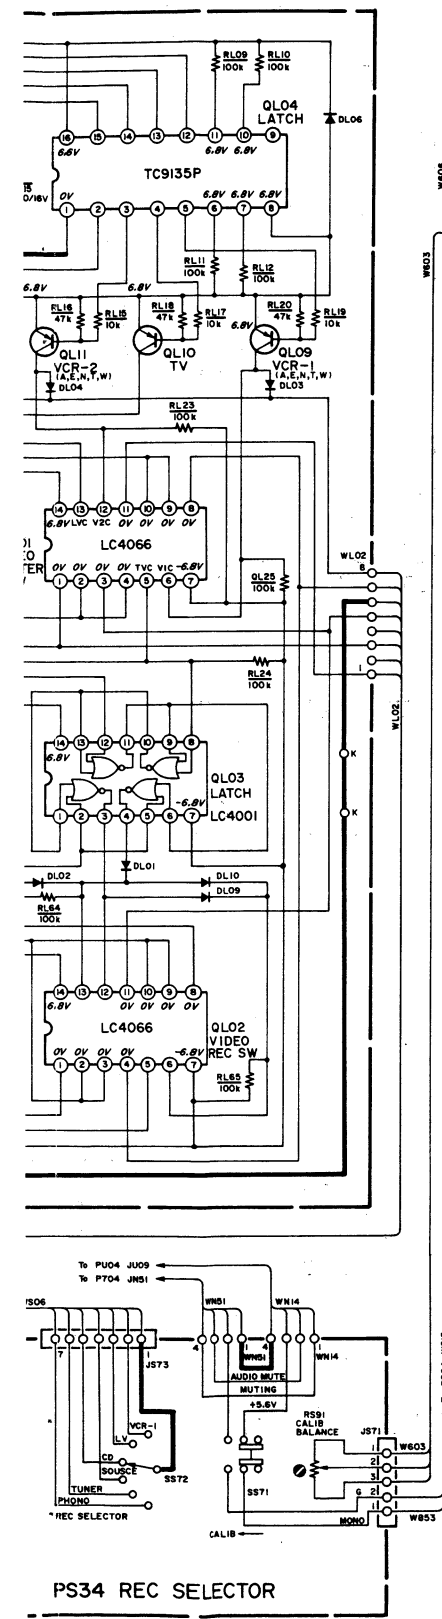 RL09 RL10
100k 100k
QL04
LATCH
16 15 14 13 12 11 10 9
6.8V 6.8V 6.8V
DL06
TC9135P
0V 6.8V 6.8V 6.8V
0/16V
1 2 3 4 5 6 7 8
RL11 RL12
100k 100k
6.8V 6.8V 6.8V
RL16 RL15 RL18 RL17 RL20 RL19
47k 10k 47k 10k 47k 10k
QL11 QL10 QL09
VCR-2 TV VCR-1
(A,E,N,T,W) (A,E,N,T,W)
DL04 DL03
RL23
100k
14 13 12 11 10 9 8
6.8V LVC V2C 0V 0V 0V 0V
LC4066
0V 0V 0V TVC V1C -6.8V
1 2 3 4 5 6 7
QL25
100k
WL02
8
1
RL24
100k
WL02
W603
14 13 12 11 10 9 8
6.8V
QL03
LATCH
LC4001
-6.8V
1 2 3 4 5 6 7
K
K
DL01
DL02 DL10
DL09
RL64
100k
14 13 12 11 10 9 8
6.8V 0V 0V 0V 0V
LC4066
QL02
VIDEO
REC SW
0V 0V 0V 0V -6.8V
1 2 3 4 5 6 7
RL65
100k
To PU04 JU09
To P704 JN51
WN51 WN14
7 1 4 1 4 1
JS73 WN51 WN14
AUDIO MUTE
MUTING
+5.6V
RS91
CALIB
BALANCE
JS71
VCR-1
LV
CD
SOURCE
SS72
TUNER
PHONO
REC SELECTOR
SS71
1 W603
2
3
G 2
MONO 1 W853
CALIB
PS34 REC SELECTOR